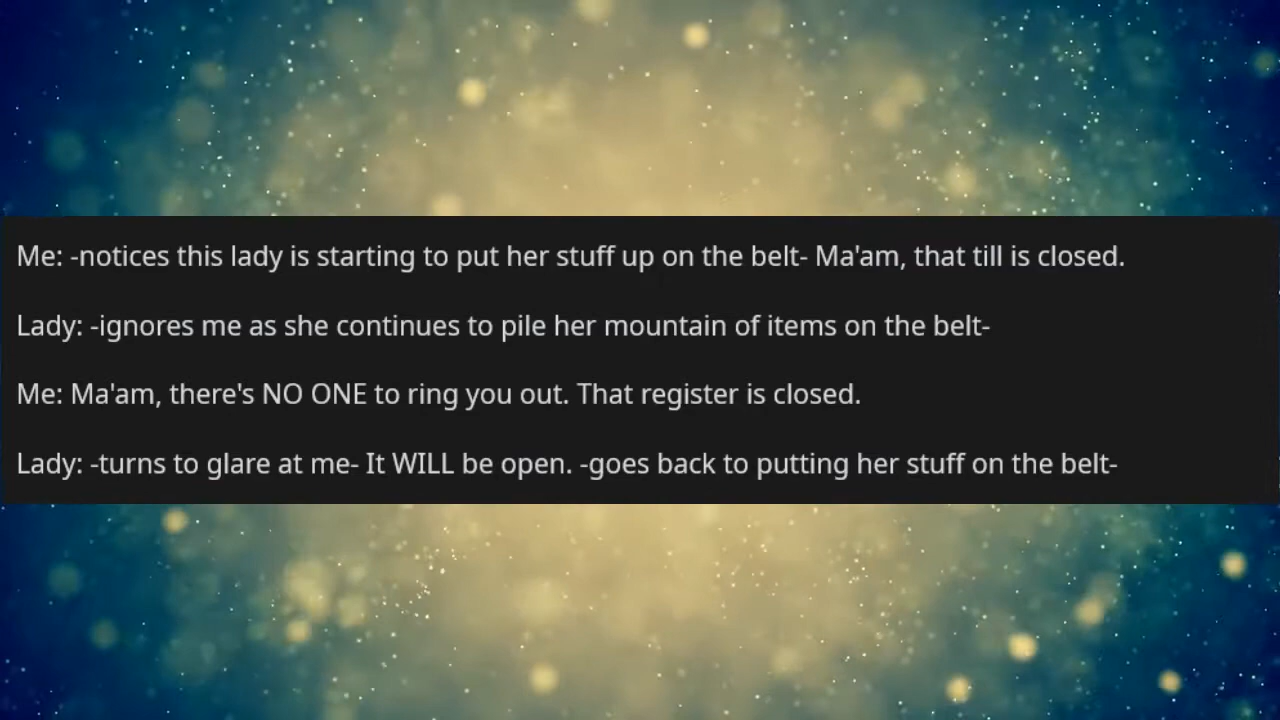 Me: -notices this lady is starting to put her stuff up on the belt- Ma'am, that till is closed.
Lady: -ignores me as she continues to pile her mountain of items on the belt-
Me: Ma'am, there's NO ONE to ring you out. That register is closed.
Lady: -turns to glare at me- It WILL be open. -goes back to putting her stuff on the belt-